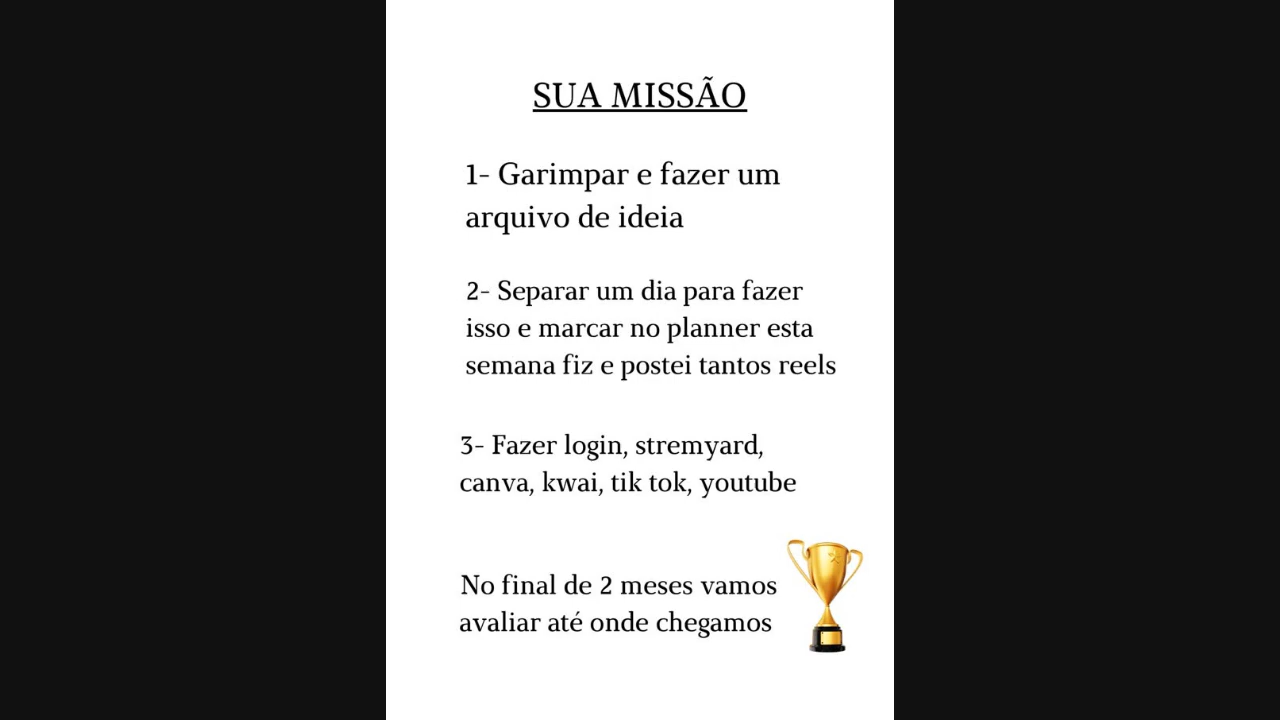 SUA MISSÃO
1- Garimpar e fazer um
arquivo de ideia
2- Separar um dia para fazer
isso e marcar no planner esta
semana fiz e postei tantos reels
3- Fazer login, stremyard,
canva, kwai, tik tok, youtube
No final de 2 meses vamos
avaliar até onde chegamos